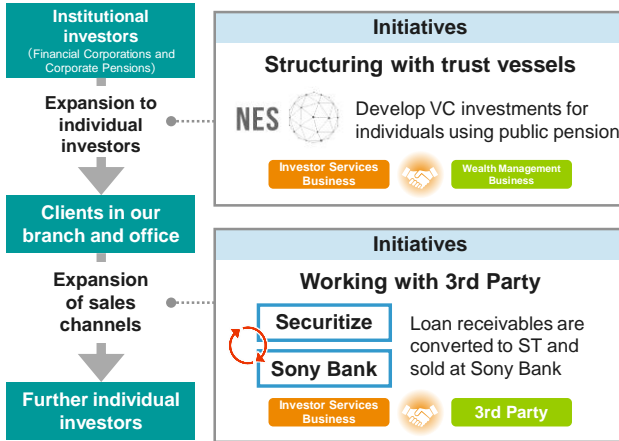 Institutional
investors
(Financial Corporations and
Corporate Pensions)
Expansion to
individual
investors
Clients in our
branch and office
Expansion
of sales
channels
Further individual
investors
Initiatives
Structuring with trust vessels
NES
Develop VC investments for
individuals using public pension
Investor Services
Business
Wealth Management
Business
Initiatives
Working with 3rd Party
Securitize
Sony Bank
Loan receivables are
converted to ST and
sold at Sony Bank
Investor Services
Business
3rd Party